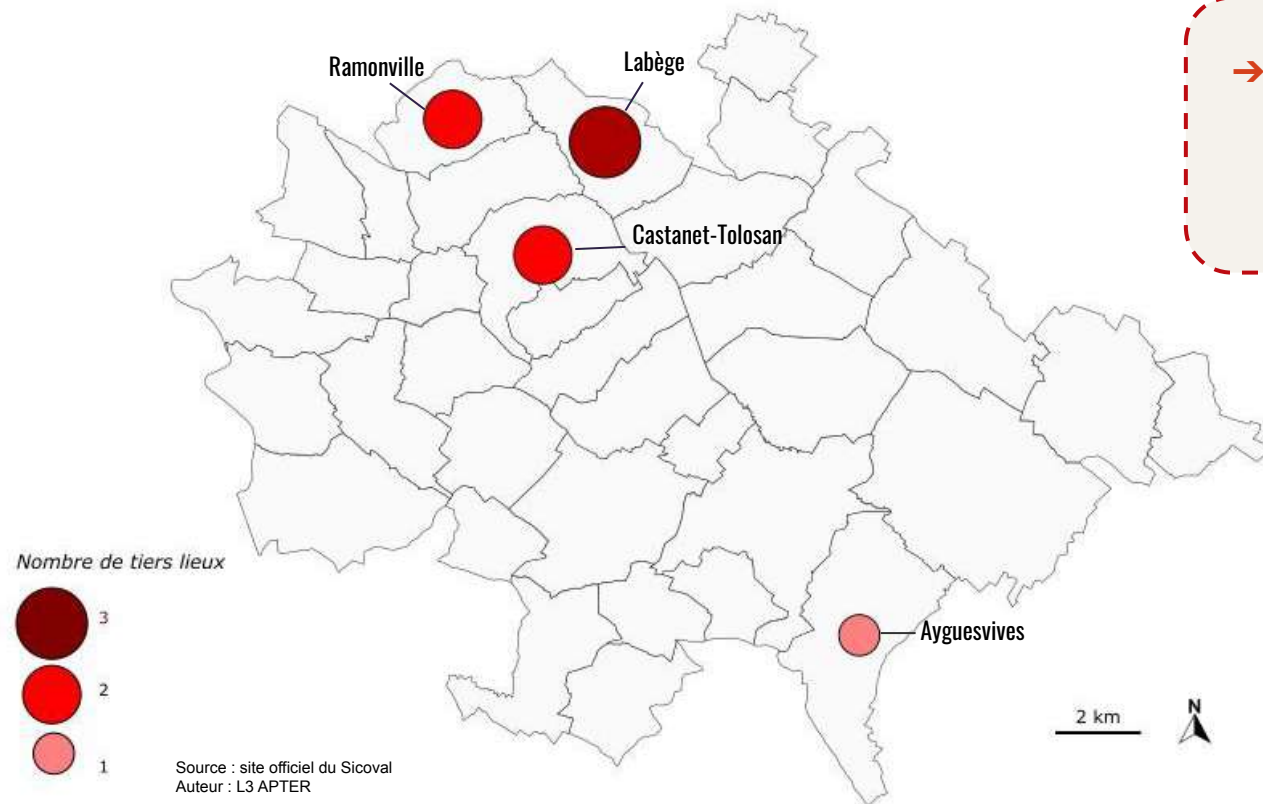 Ramonville
Labège
Castanet-Tolosan
Ayguesvives
Nombre de tiers lieux
3
2
1
Source : site officiel du Sicoval
Auteur : L3 APTER
2 km
N